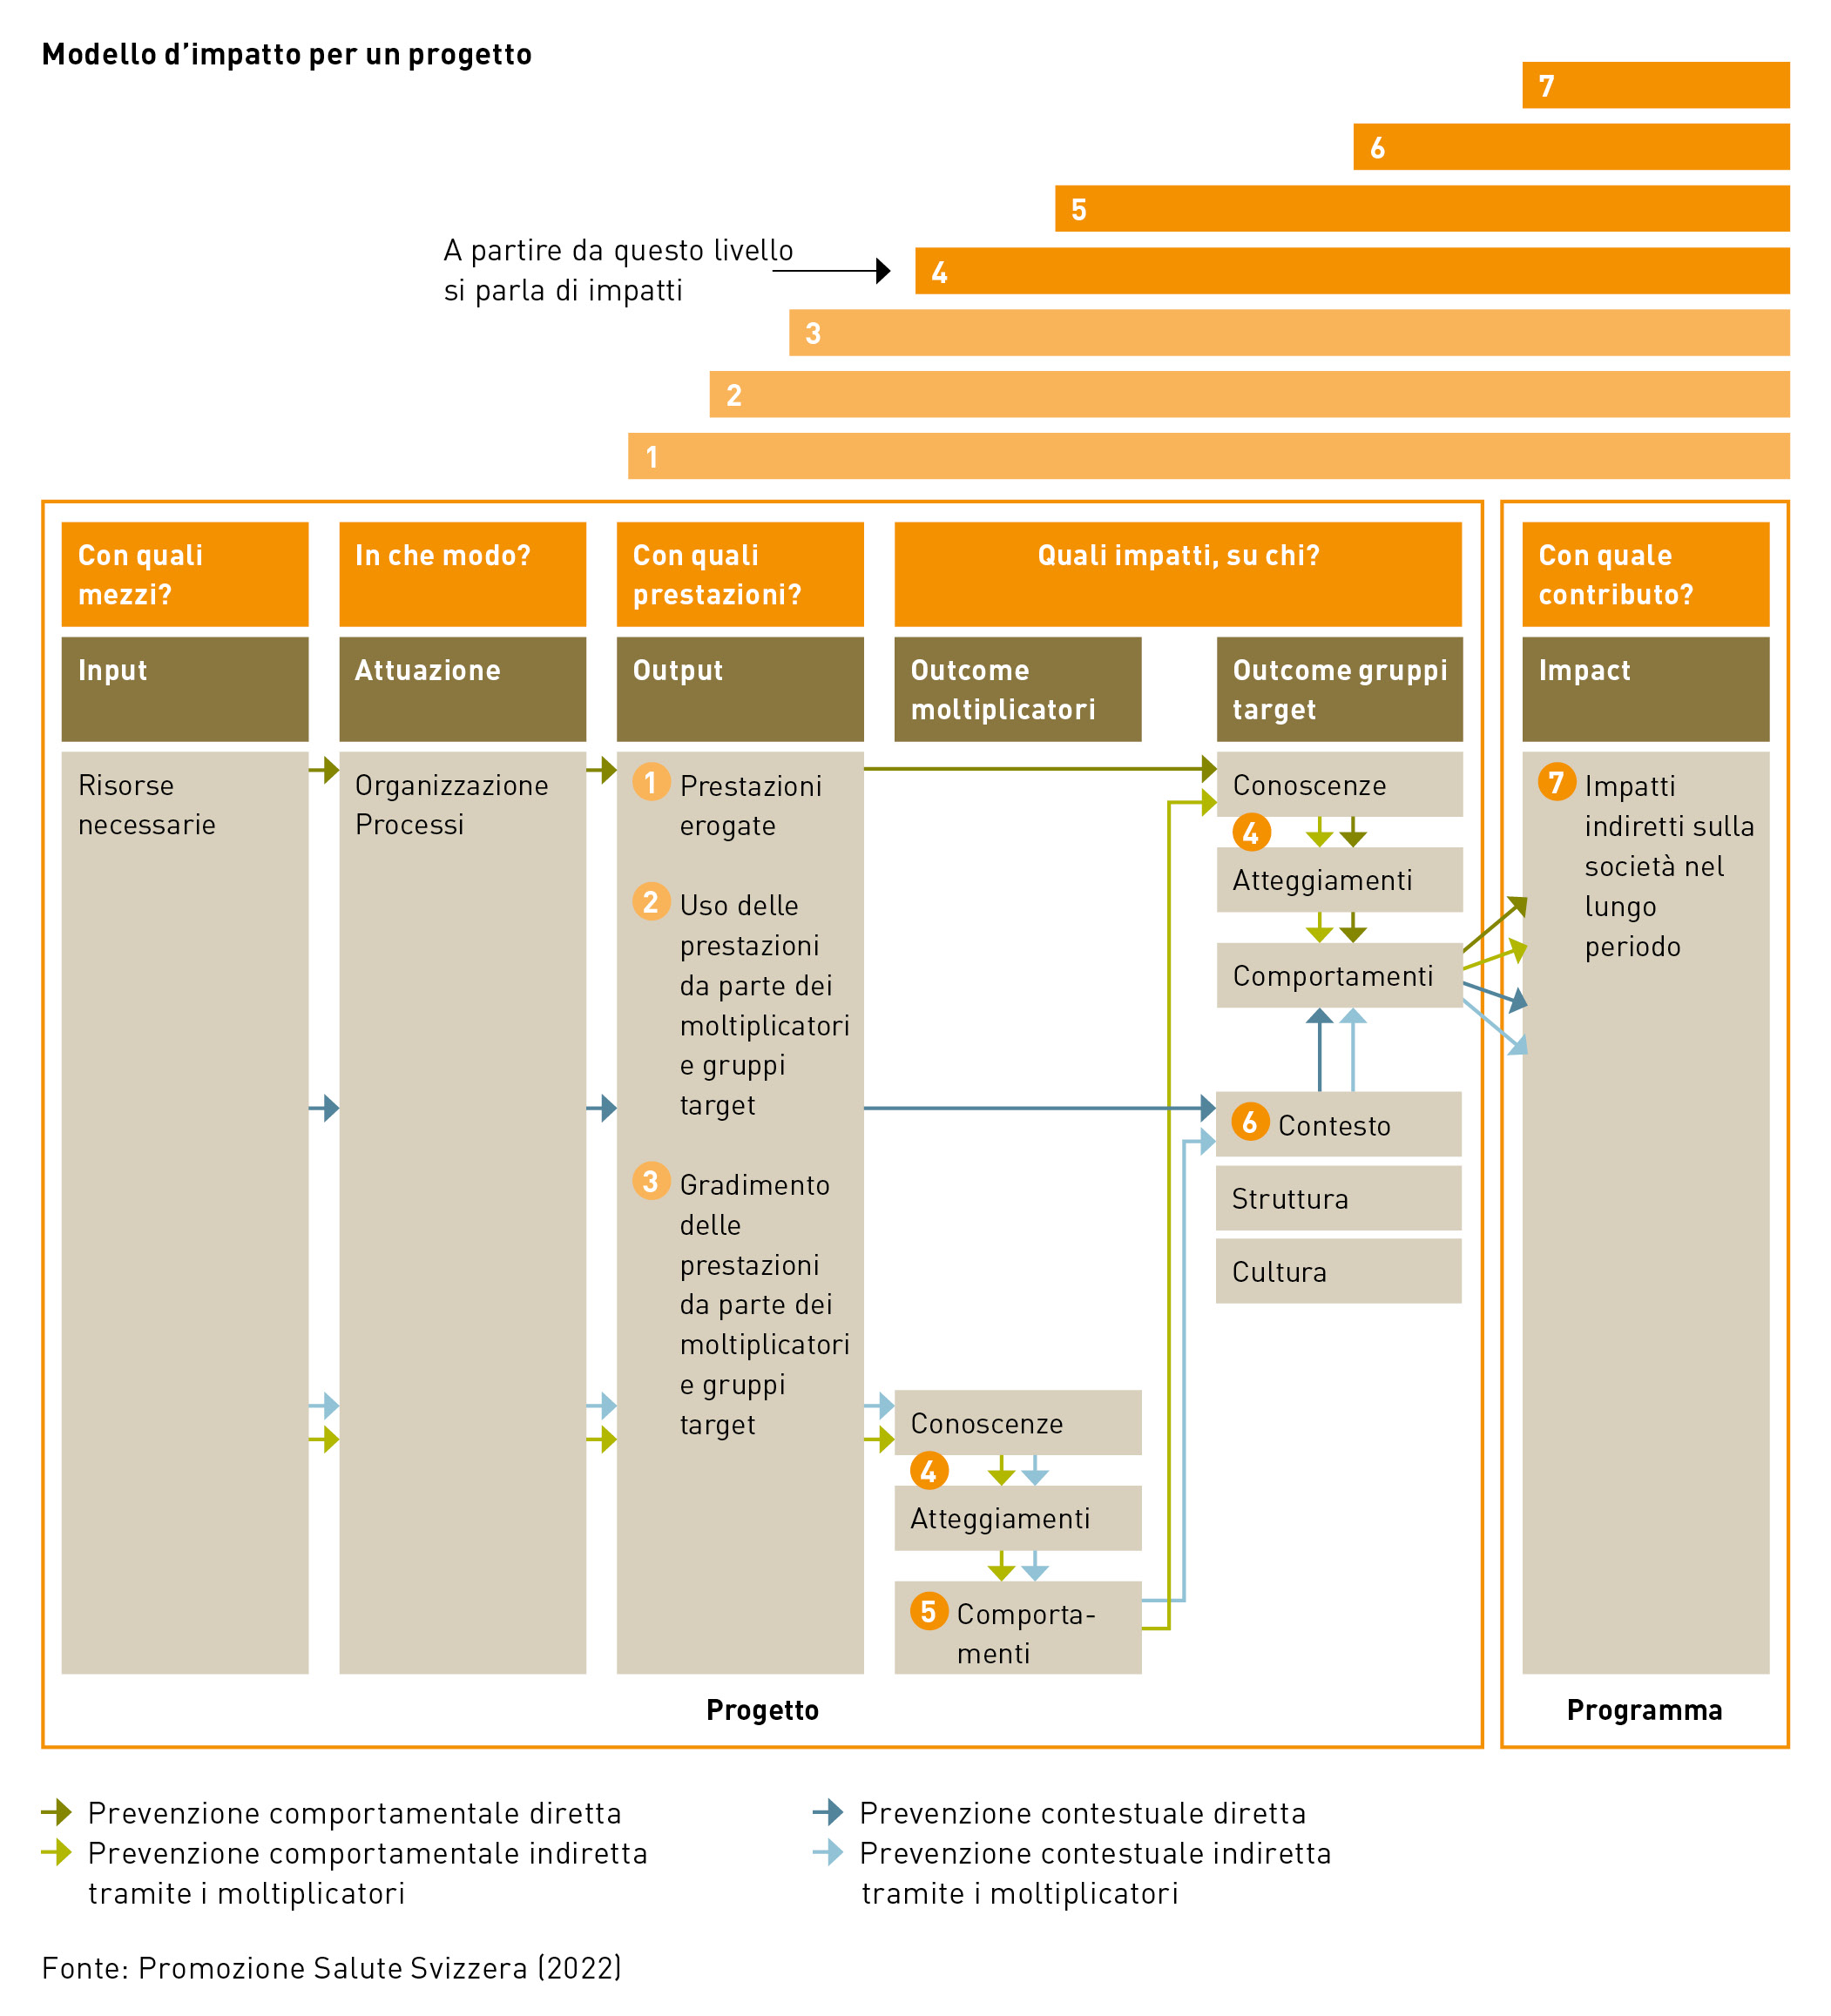 Modello d’impatto per un progetto
7
6
5
A partire da questo livello
si parla di impatti
4
3
2
1
Con quali
mezzi?
In che modo?
Con quali
prestazioni?
Quali impatti, su chi?
Con quale
contributo?
Input
Attuazione
Output
Outcome
moltiplicatori
Outcome gruppi
target
Impact
Risorse
necessarie
Organizzazione
Processi
1 Prestazioni
erogate
2 Uso delle
prestazioni
da parte dei
moltiplicatori
e gruppi
target
3 Gradimento
delle
prestazioni
da parte dei
moltiplicatori
e gruppi
target
Conoscenze
4
Atteggiamenti
5 Comporta-
menti
Conoscenze
4
Atteggiamenti
Comportamenti
6 Contesto
Struttura
Cultura
7 Impatti
indiretti sulla
società nel
lungo
periodo
Progetto
Programma
Prevenzione comportamentale diretta
Prevenzione comportamentale indiretta
tramite i moltiplicatori
Prevenzione contestuale diretta
Prevenzione contestuale indiretta
tramite i moltiplicatori
Fonte: Promozione Salute Svizzera (2022)